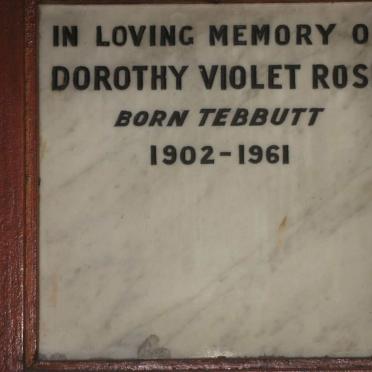 IN LOVING MEMORY O
DOROTHY VIOLET ROS
BORN TEBBUTT
1902-1961